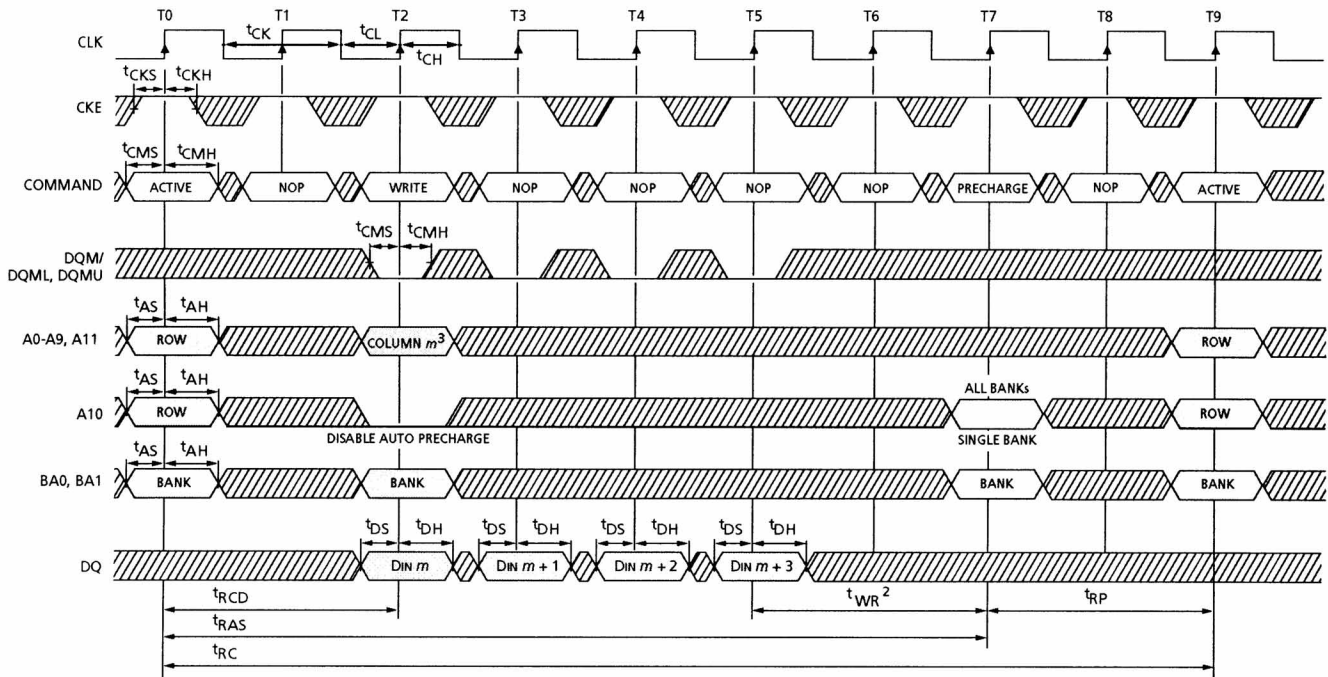 T0 T1 T2 T3 T4 T5 T6 T7 T8 T9
CLK
tCK tCL
tCH
tCKS tCKH
CKE
tCMS tCMH
COMMAND ACTIVE NOP WRITE NOP NOP NOP NOP PRECHARGE NOP ACTIVE
tCMS tCMH
DQM/
DQML, DQMU
tAS tAH
A0-A9, A11 ROW COLUMN m³ ROW
tAS tAH
ALL BANKs
A10 ROW ROW
DISABLE AUTO PRECHARGE SINGLE BANK
tAS tAH
BA0, BA1 BANK BANK BANK BANK
tDS tDH tDS tDH tDS tDH tDS tDH
DQ DIN m DIN m + 1 DIN m + 2 DIN m + 3
tRCD tWR² tRP
tRAS
tRC